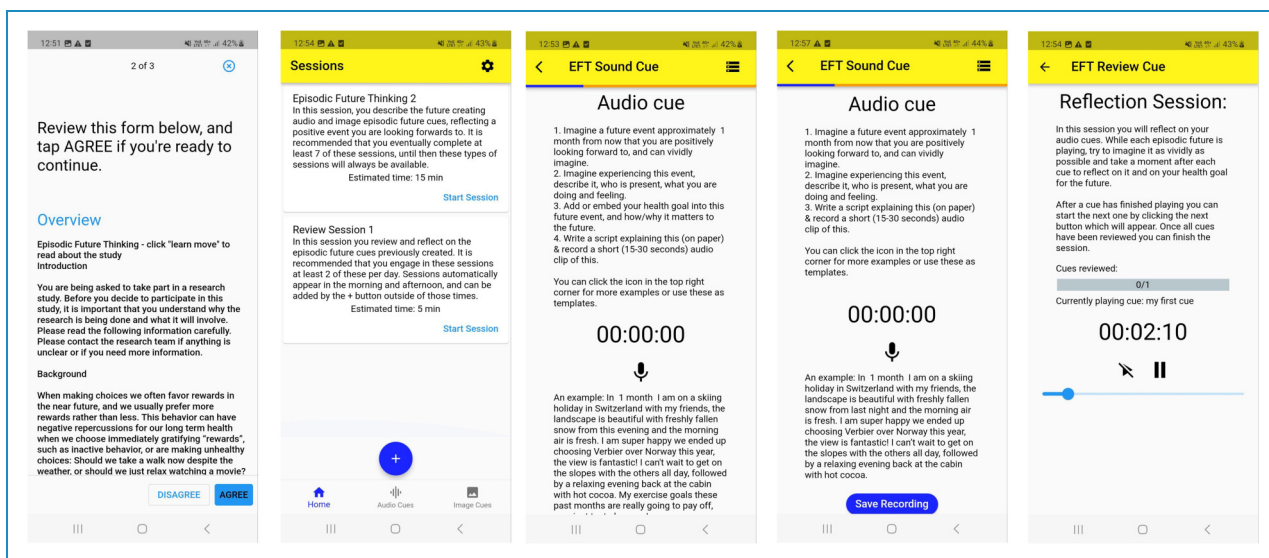 12:51
42%
2 of 3
Review this form below, and
tap AGREE if you're ready to
continue.
Overview
Episodic Future Thinking - click "learn move" to
read about the study
Introduction
You are being asked to take part in a research
study. Before you decide to participate in this
study, it is important that you understand why the
research is being done and what it will involve.
Please read the following information carefully.
Please contact the research team if anything is
unclear or if you need more information.
Background
When making choices we often favor rewards in
the near future, and we usually prefer more
rewards rather than less. This behavior can have
negative repercussions for our long term health
when we choose immediately gratifying "rewards",
such as inactive behavior, or are making unhealthy
choices: Should we take a walk now despite the
weather, or should we just relax watching a movie?
DISAGREE
AGREE
12:54
43%
Sessions
Episodic Future Thinking 2
In this session, you describe the future creating
audio and image episodic future cues, reflecting a
positive event you are looking forwards to. It is
recommended that you eventually complete at
least 7 of these sessions, until then these types of
sessions will always be available.
Estimated time: 15 min
Start Session
Review Session 1
In this session you review and reflect on the
episodic future cues previously created. It is
recommended that you engage in these sessions
at least 2 of these per day. Sessions automatically
appear in the morning and afternoon, and can be
added by the + button outside of those times.
Estimated time: 5 min
Start Session
+
Home
Audio Cues
Image Cues
12:53
42%
EFT Sound Cue
Audio cue
1. Imagine a future event approximately 1
month from now that you are positively
looking forward to, and can vividly
imagine.
2. Imagine experiencing this event,
describe it, who is present, what you are
doing and feeling.
3. Add or embed your health goal into this
future event, and how/why it matters to
the future.
4. Write a script explaining this (on paper)
& record a short (15-30 seconds) audio
clip of this.
You can click the icon in the top right
corner for more examples or use these as
templates.
00:00:00
An example: In 1 month I am on a skiing
holiday in Switzerland with my friends, the
landscape is beautiful with freshly fallen
snow from this evening and the morning
air is fresh. I am super happy we ended up
choosing Verbier over Norway this year,
the view is fantastic! I can't wait to get on
the slopes with the others all day, followed
by a relaxing evening back at the cabin
with hot cocoa. My exercise goals these
past months are really going to pay off,
12:57
44%
EFT Sound Cue
Audio cue
1. Imagine a future event approximately 1
month from now that you are positively
looking forward to, and can vividly
imagine.
2. Imagine experiencing this event,
describe it, who is present, what you are
doing and feeling.
3. Write a script explaining this (on paper)
& record a short (15-30 seconds) audio
clip of this.
You can click the icon in the top right
corner for more examples or use these as
templates.
00:00:00
An example: In 1 month I am on a skiing
holiday in Switzerland with my friends, the
landscape is beautiful with freshly fallen
snow from last night and the morning air
is fresh. I am super happy we ended up
choosing Verbier over Norway this year,
the view is fantastic! I can't wait to get on
the slopes with the others all day, followed
by a relaxing evening back at the cabin
with hot cocoa.
Save Recording
12:54
43%
EFT Review Cue
Reflection Session:
In this session you will reflect on your
audio cues. While each episodic future is
playing, try to imagine it as vividly as
possible and take a moment after each
cue to reflect on it and on your health goal
for the future.
After a cue has finished playing you can
start the next one by clicking the next
button which will appear. Once all cues
have been reviewed you can finish the
session.
Cues reviewed:
0/1
Currently playing cue: my first cue
00:02:10